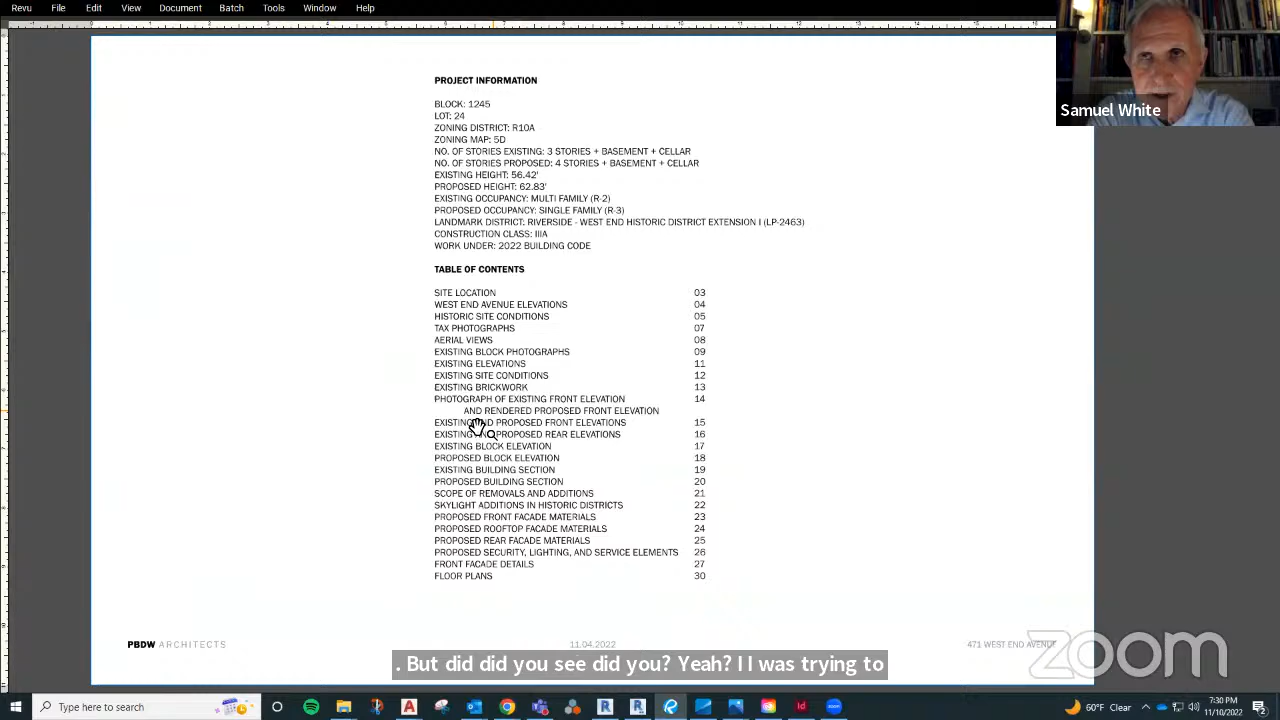 Revu File Edit View Document Batch Tools Window Help
Samuel White
PROJECT INFORMATION
BLOCK: 1245
LOT: 24
ZONING DISTRICT: R10A
ZONING MAP: 5D
NO. OF STORIES EXISTING: 3 STORIES + BASEMENT + CELLAR
NO. OF STORIES PROPOSED: 4 STORIES + BASEMENT + CELLAR
EXISTING HEIGHT: 56.42'
PROPOSED HEIGHT: 62.83'
EXISTING OCCUPANCY: MULTI FAMILY (R-2)
PROPOSED OCCUPANCY: SINGLE FAMILY (R-3)
LANDMARK DISTRICT: RIVERSIDE - WEST END HISTORIC DISTRICT EXTENSION I (LP-2463)
CONSTRUCTION CLASS: IIIA
WORK UNDER: 2022 BUILDING CODE
TABLE OF CONTENTS
SITE LOCATION 03
WEST END AVENUE ELEVATIONS 04
HISTORIC SITE CONDITIONS 05
TAX PHOTOGRAPHS 07
AERIAL VIEWS 08
EXISTING BLOCK PHOTOGRAPHS 09
EXISTING ELEVATIONS 11
EXISTING SITE CONDITIONS 12
EXISTING BRICKWORK 13
PHOTOGRAPH OF EXISTING FRONT ELEVATION 14
AND RENDERED PROPOSED FRONT ELEVATION
EXISTING AND PROPOSED FRONT ELEVATIONS 15
EXISTING AND PROPOSED REAR ELEVATIONS 16
EXISTING BLOCK ELEVATION 17
PROPOSED BLOCK ELEVATION 18
EXISTING BUILDING SECTION 19
PROPOSED BUILDING SECTION 20
SCOPE OF REMOVALS AND ADDITIONS 21
SKYLIGHT ADDITIONS IN HISTORIC DISTRICTS 22
PROPOSED FRONT FACADE MATERIALS 23
PROPOSED ROOFTOP FACADE MATERIALS 24
PROPOSED REAR FACADE MATERIALS 25
PROPOSED SECURITY, LIGHTING, AND SERVICE ELEMENTS 26
FRONT FACADE DETAILS 27
FLOOR PLANS 30
PBDW ARCHITECTS 11.04.2022 471 WEST END AVENUE
zoom
. But did did you see did you? Yeah? I I was trying to
Type here to search
60°F Clear
7:30 PM
11/10/2022